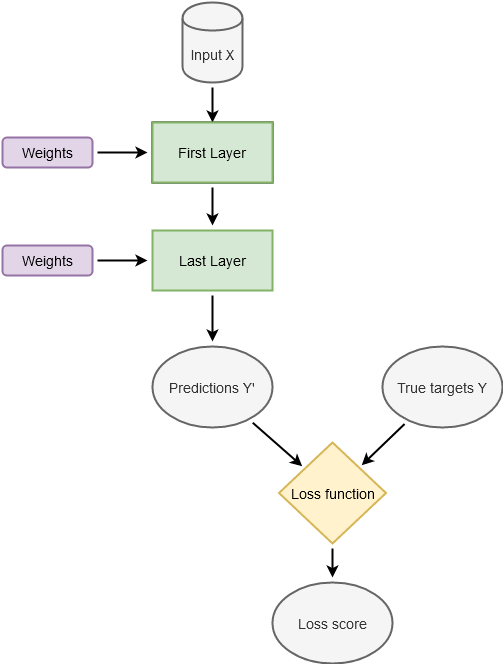 Input X
Weights
First Layer
Weights
Last Layer
Predictions Y'
True targets Y
Loss function
Loss score